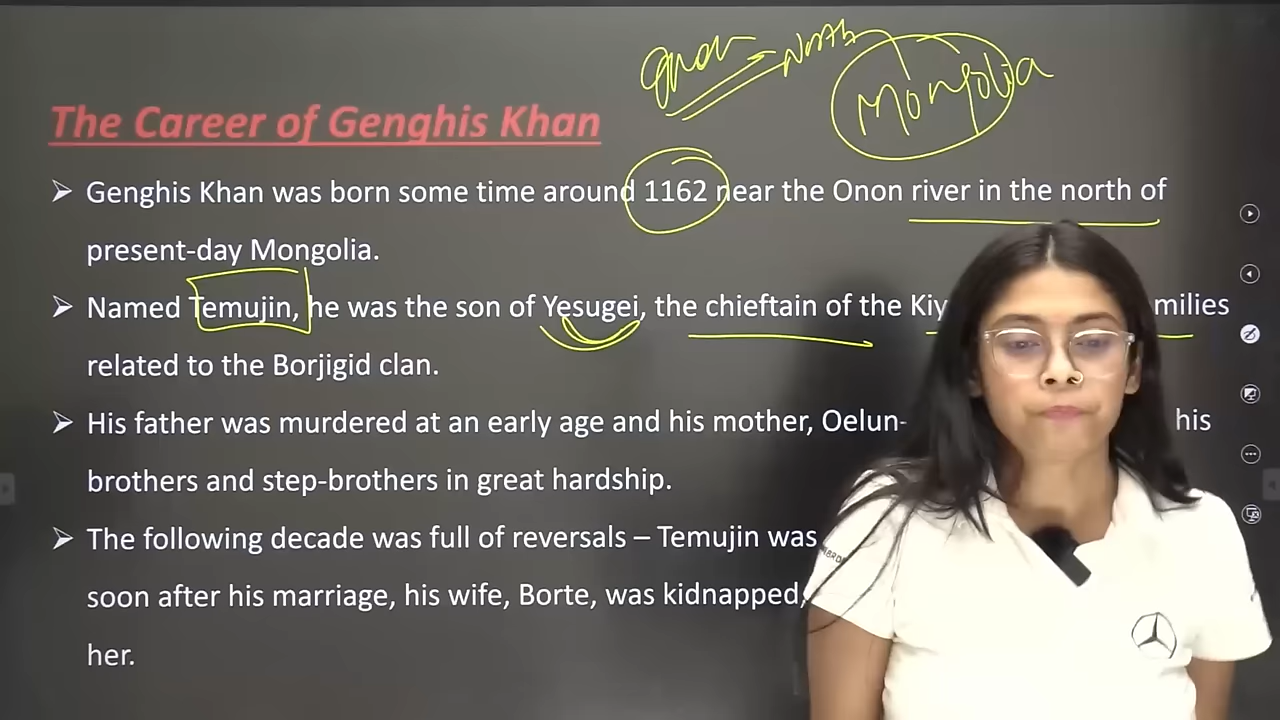 Onon North
Mongolia
The Career of Genghis Khan
➢ Genghis Khan was born some time around 1162 near the Onon river in the north of
present-day Mongolia.
➢ Named Temujin, he was the son of Yesugei, the chieftain of the Kiy milies
related to the Borjigid clan.
➢ His father was murdered at an early age and his mother, Oelun- his
brothers and step-brothers in great hardship.
➢ The following decade was full of reversals – Temujin was
soon after his marriage, his wife, Borte, was kidnapped,
her.